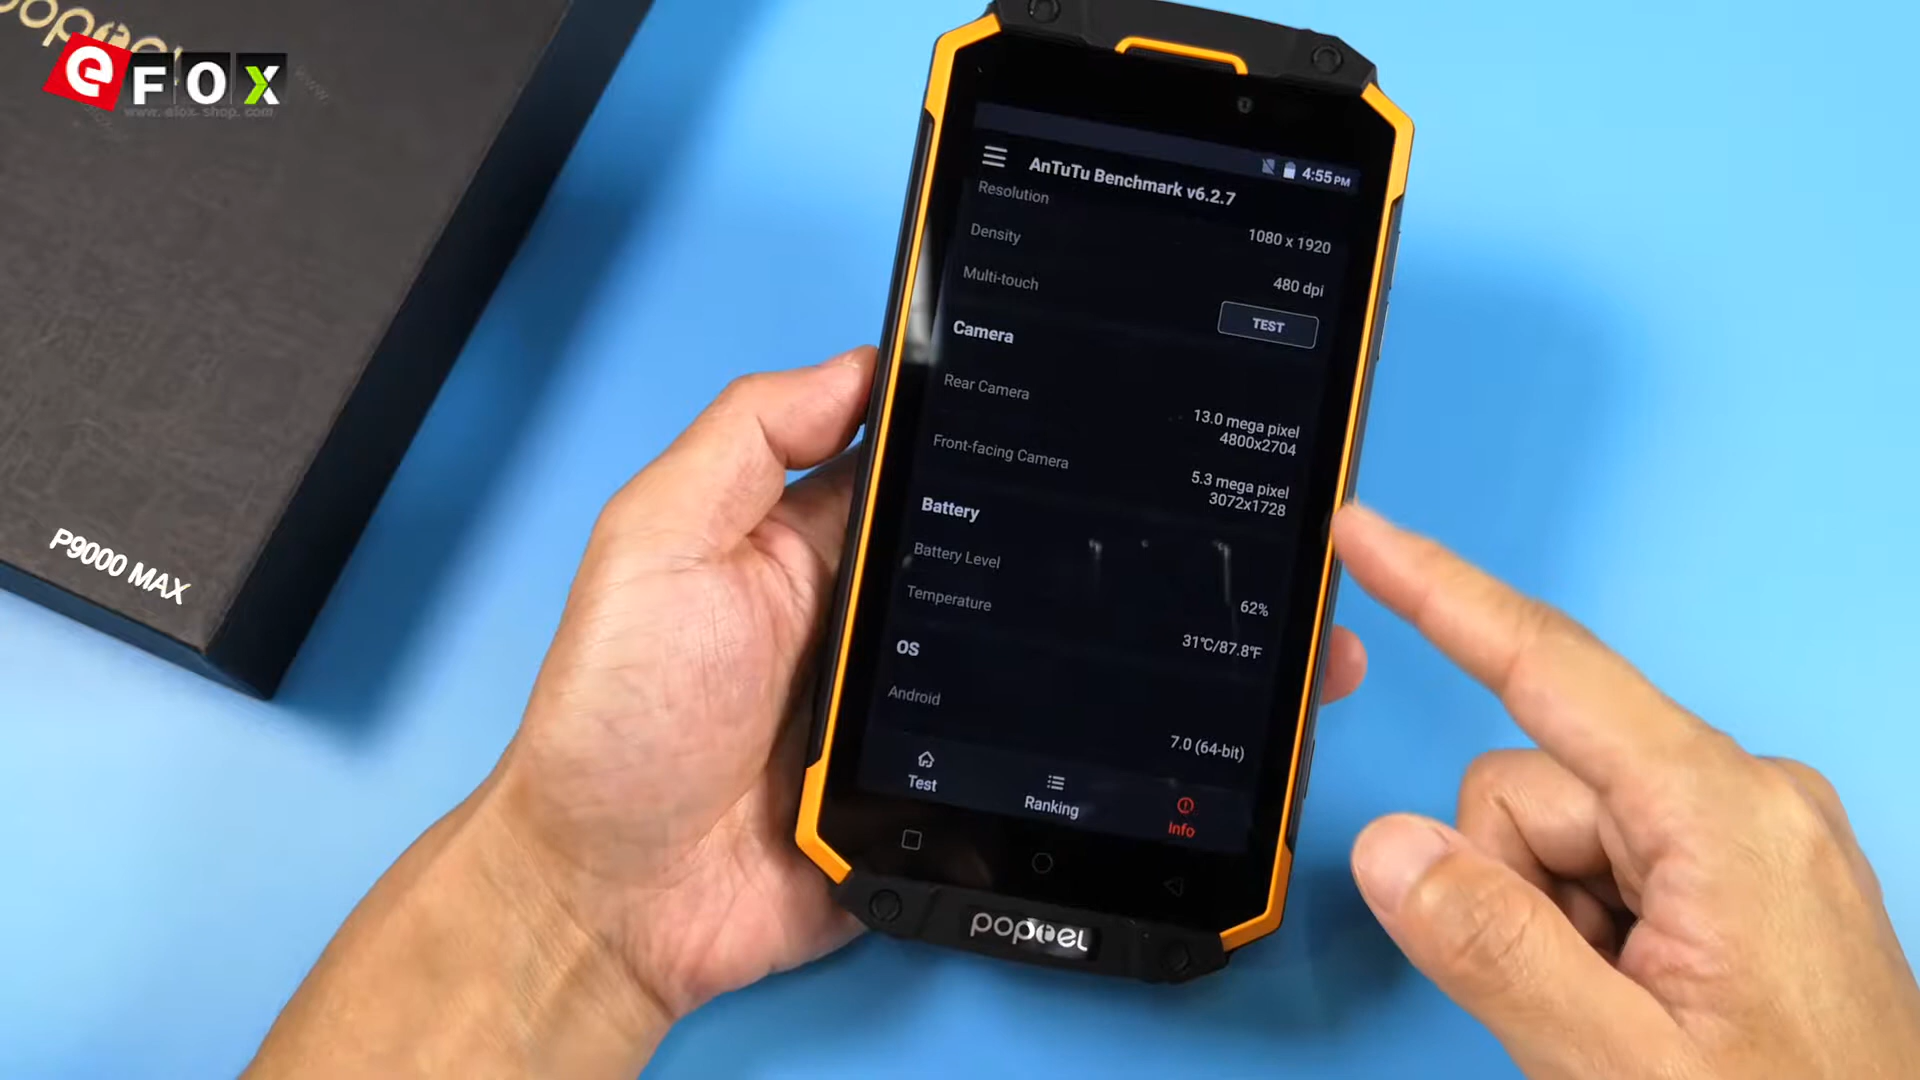 eFOX
www. efox-shop. com
P9000 MAX
4:55 PM
AnTuTu Benchmark v6.2.7
Resolution
1080 x 1920
Density
480 dpi
Multi-touch
TEST
Camera
Rear Camera
13.0 mega pixel
4800x2704
Front-facing Camera
5.3 mega pixel
3072x1728
Battery
Battery Level
62%
Temperature
31℃/87.8℉
OS
Android
7.0 (64-bit)
Test
Ranking
Info
poptel